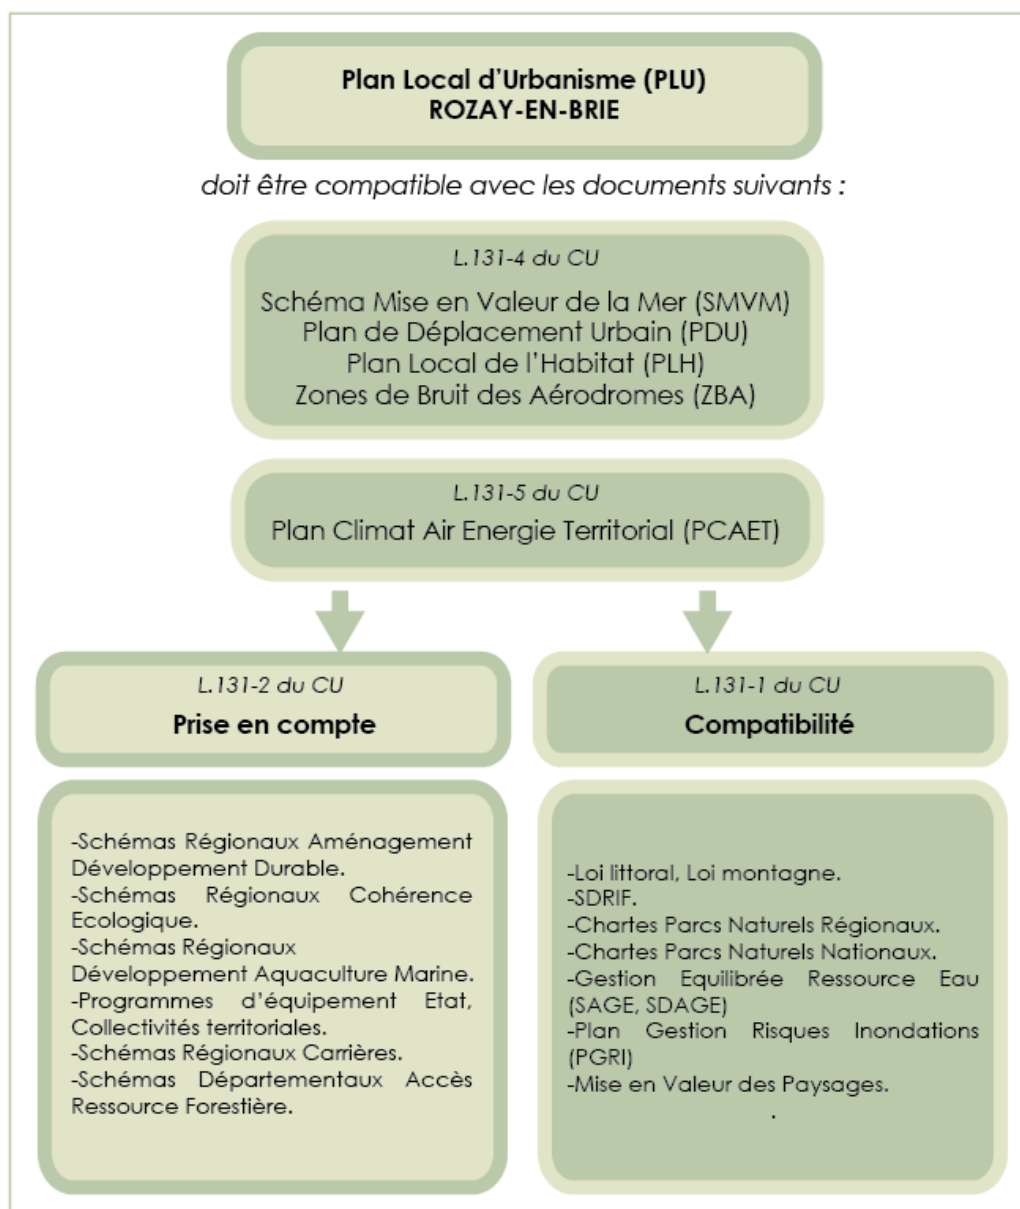 Plan Local d'Urbanisme (PLU)
ROZAY-EN-BRIE
doit être compatible avec les documents suivants :
L.131-4 du CU
Schéma Mise en Valeur de la Mer (SMVM)
Plan de Déplacement Urbain (PDU)
Plan Local de l'Habitat (PLH)
Zones de Bruit des Aérodromes (ZBA)
L.131-5 du CU
Plan Climat Air Energie Territorial (PCAET)
L.131-2 du CU
Prise en compte
-Schémas Régionaux Aménagement
Développement Durable.
-Schémas Régionaux Cohérence
Ecologique.
-Schémas Régionaux
Développement Aquaculture Marine.
-Programmes d'équipement Etat,
Collectivités territoriales.
-Schémas Régionaux Carrières.
-Schémas Départementaux Accès
Ressource Forestière.
L.131-1 du CU
Compatibilité
-Loi littoral, Loi montagne.
-SDRIF.
-Chartes Parcs Naturels Régionaux.
-Chartes Parcs Naturels Nationaux.
-Gestion Equilibrée Ressource Eau
(SAGE, SDAGE)
-Plan Gestion Risques Inondations
(PGRI)
-Mise en Valeur des Paysages.
.